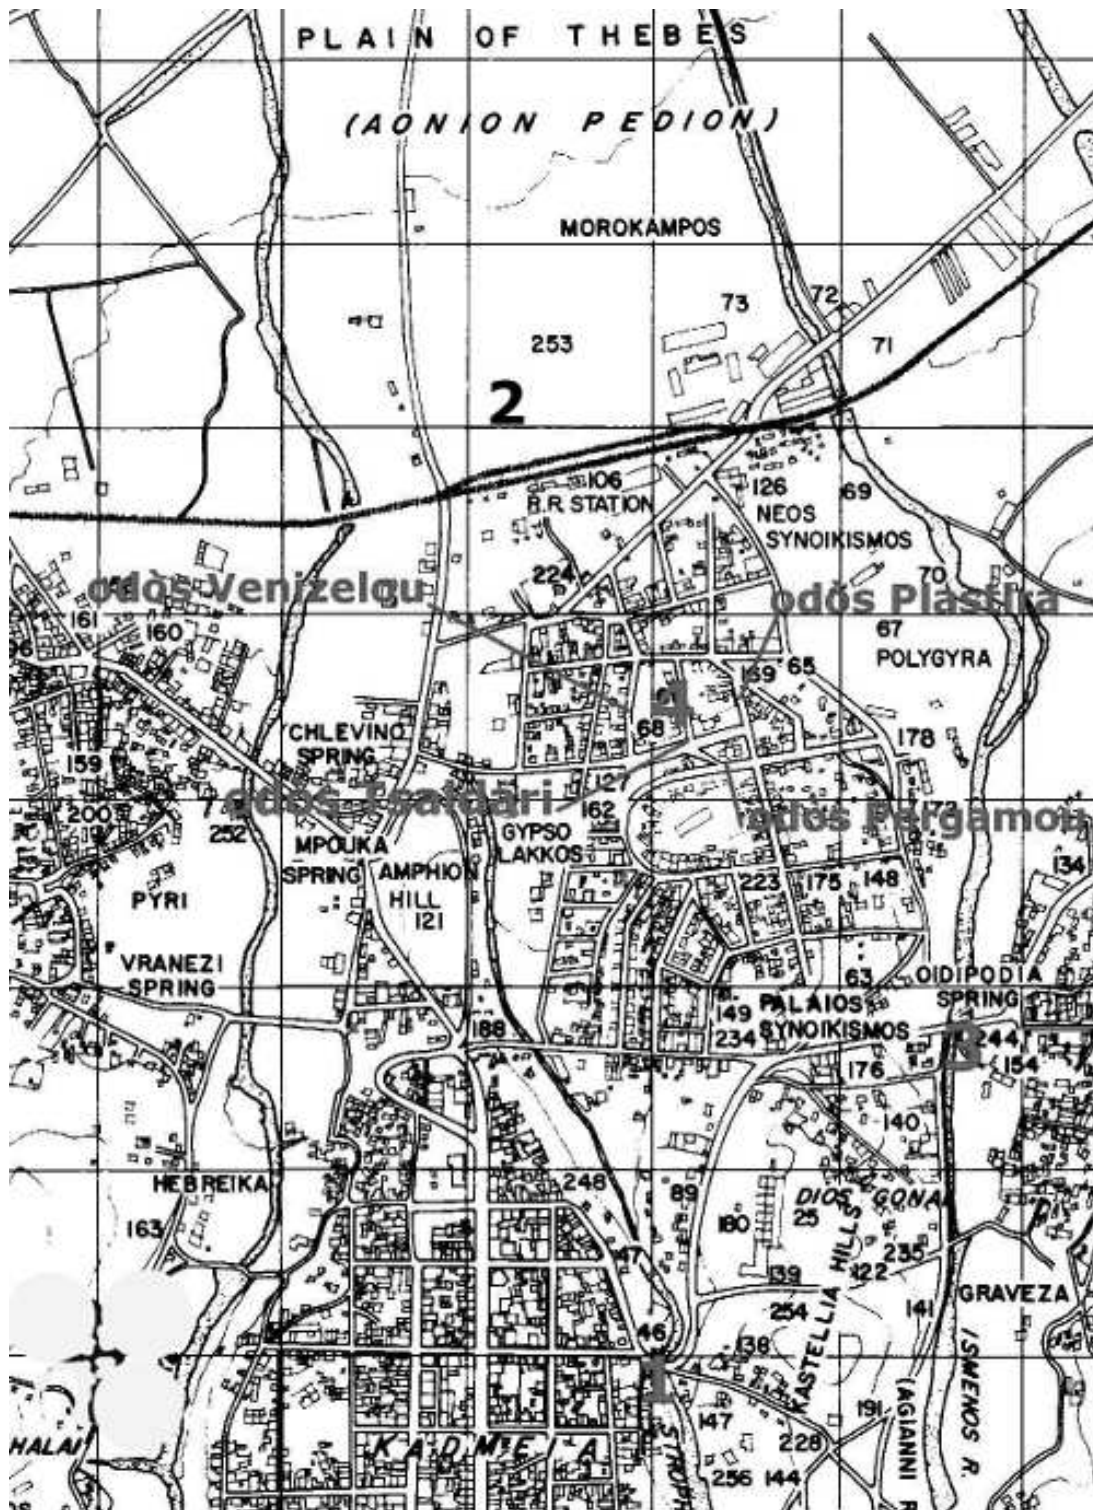 PLAIN OF THEBES
(AONION PEDION)
MOROKAMPOS
72
73
71
253
2
106
R.R. STATION
126
69
NEOS
SYNOIKISMOS
224
70
odòs Venizelou
odòs Plastira
161
160
67
POLYGYRA
65
159
4
68
178
CHLEVINO
SPRING
159
200
odòs Tsaldari
162
odòs Pergamou
173
252
MPOUKA
SPRING
GYPSO
LAKKOS
AMPHION
HILL
121
134
223
175
148
PYRI
VRANEZI
SPRING
63
OIDIPODIA
SPRING
149
PALAIOS
SYNOIKISMOS
188
234
3
244
154
176
140
HEBREIKA
248
89
DIOS GONAI
25
180
163
235
47
122
139
KASTELLIA HILLS
254
141
GRAVEZA
46
138
1
ISMENOS R.
(AGIANI R
147
191
KADMEIA
228
256
144
STROPH
HALAI